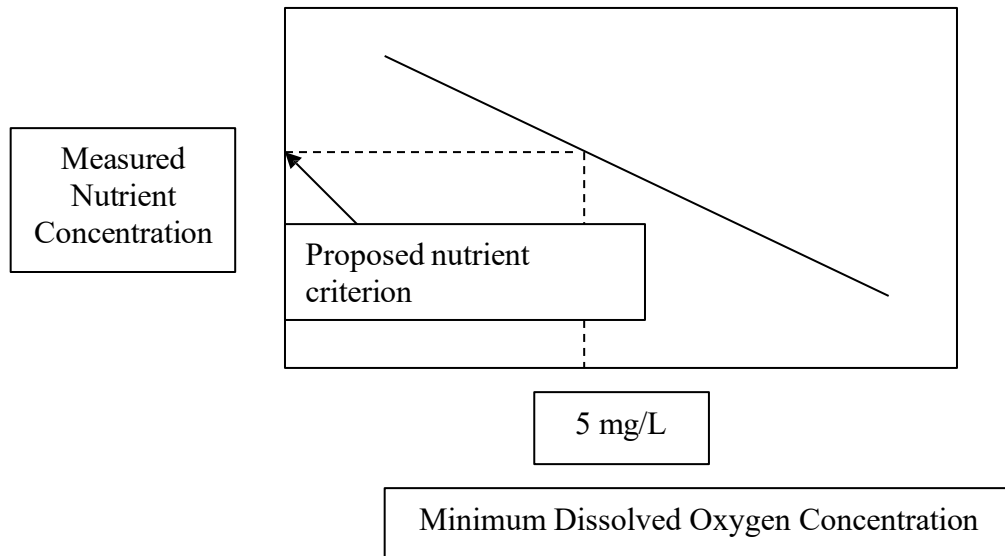 Measured
Nutrient
Concentration
Proposed nutrient
criterion
5 mg/L
Minimum Dissolved Oxygen Concentration